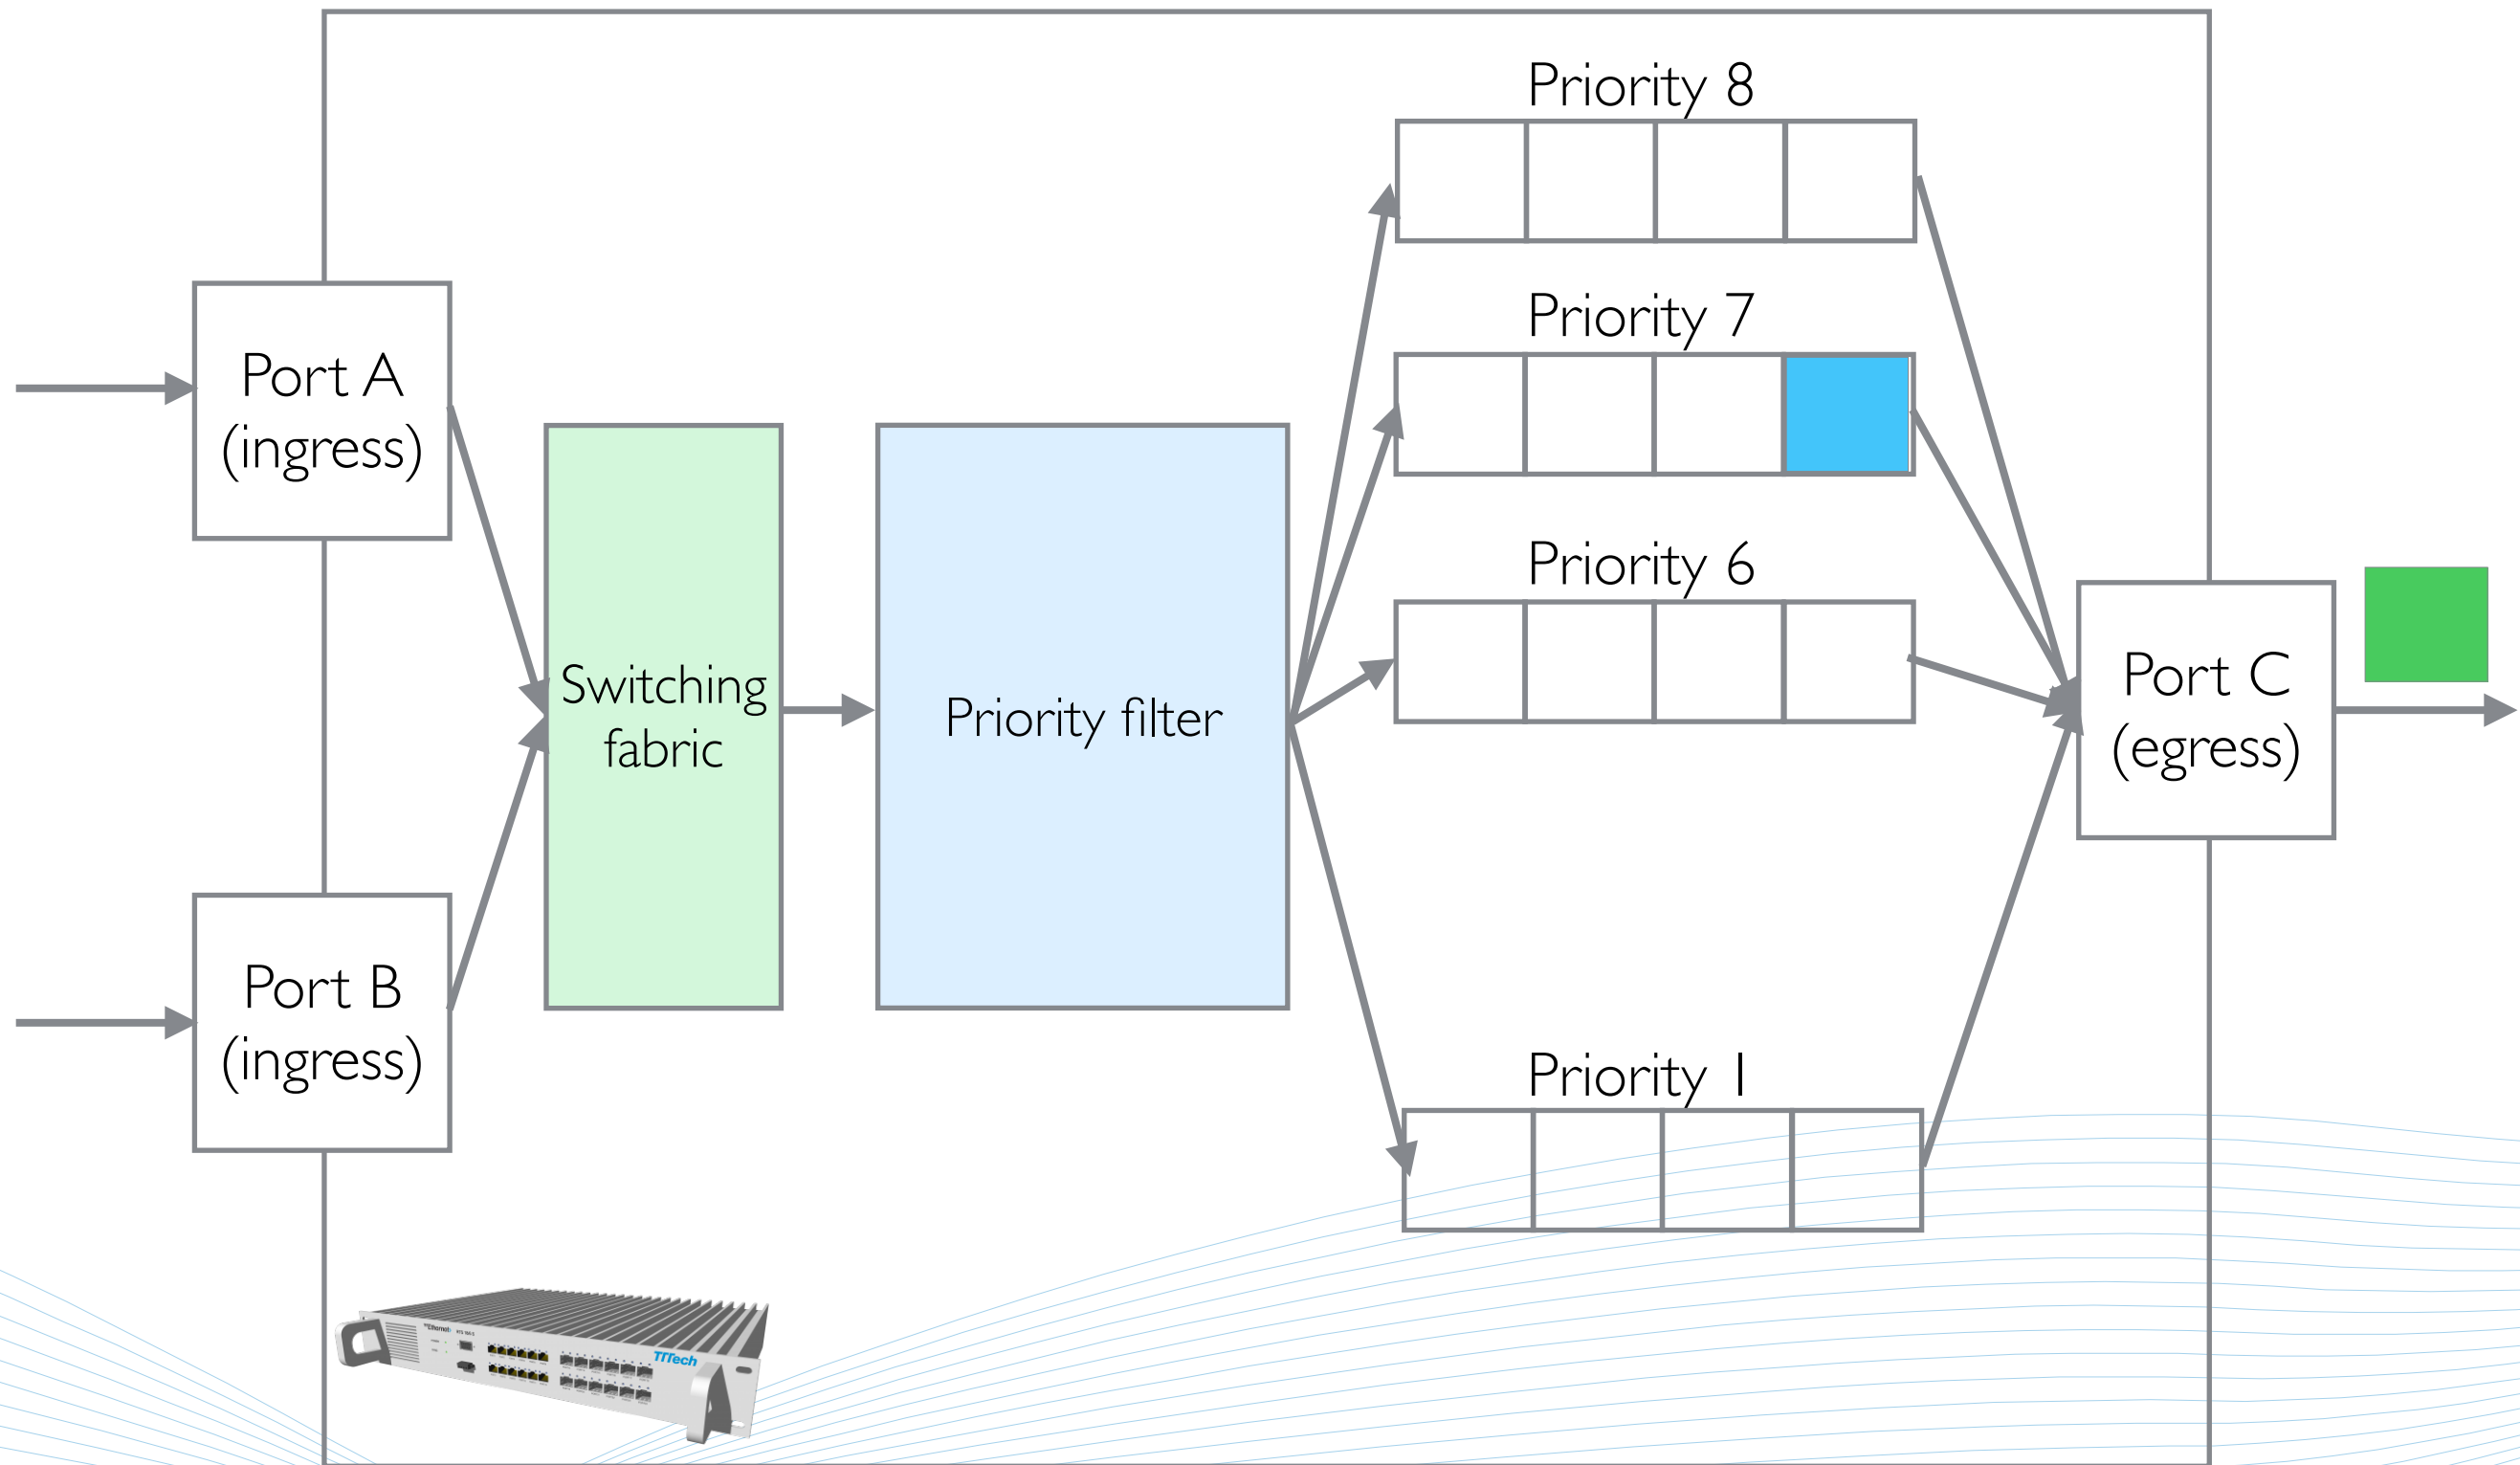 Priority 8
Priority 7
Port A
(ingress)
Priority 6
Switching
fabric
Priority filter
Port C
(egress)
Port B
(ingress)
Priority 1
TTTech